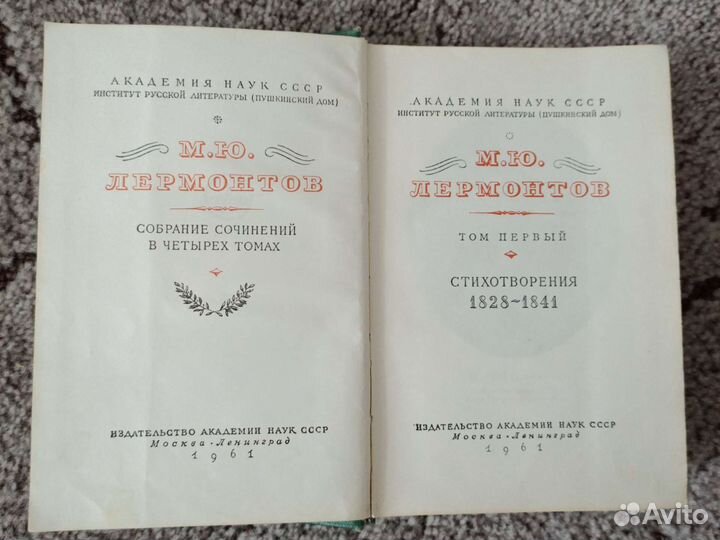 АКАДЕМИЯ НАУК СССР
ИНСТИТУТ РУССКОЙ ЛИТЕРАТУРЫ (ПУШКИНСКИЙ ДОМ)
М.Ю.
ЛЕРМОНТОВ
СОБРАНИЕ СОЧИНЕНИЙ
В ЧЕТЫРЕХ ТОМАХ
ИЗДАТЕЛЬСТВО АКАДЕМИИ НАУК СССР
Москва - Ленинград
1961
АКАДЕМИЯ НАУК СССР
ИНСТИТУТ РУССКОЙ ЛИТЕРАТУРЫ (ПУШКИНСКИЙ ДОМ)
М.Ю.
ЛЕРМОНТОВ
ТОМ ПЕРВЫЙ
СТИХОТВОРЕНИЯ
1828~1841
ИЗДАТЕЛЬСТВО АКАДЕМИИ НАУК СССР
Москва - Ленинград
1961
Avito